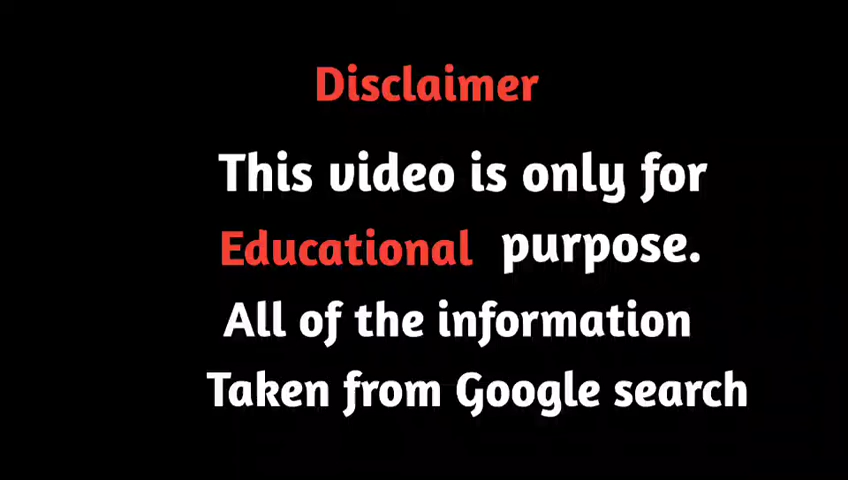 Disclaimer
This video is only for
Educational purpose.
All of the information
Taken from Google search